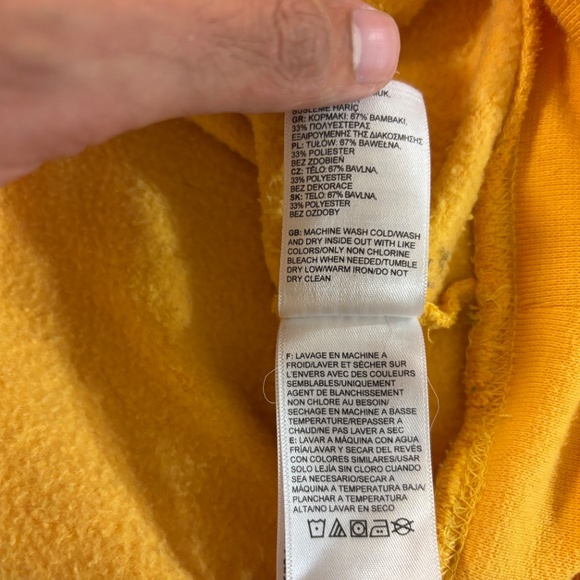 SÜSLEME HARİÇ
GR: ΚΟΡΜΑΚΙ: 67% ΒΑΜΒΑΚΙ,
33% ΠΟΛΥΕΣΤΕΡΑΣ
ΕΞΑΙΡΟΥΜΕΝΗΣ ΤΗΣ ΔΙΑΚΟΣΜΗΣΗΣ
PL: TUŁÓW: 67% BAWEŁNA,
33% POLIESTER
BEZ ZDOBIEŃ
CZ: TĚLO: 67% BAVLNA,
33% POLYESTER
BEZ DEKORACE
SK: TELO: 67% BAVLNA,
33% POLYESTER
BEZ OZDOBY
GB: MACHINE WASH COLD/WASH
AND DRY INSIDE OUT WITH LIKE
COLORS/ONLY NON CHLORINE
BLEACH WHEN NEEDED/TUMBLE
DRY LOW/WARM IRON/DO NOT
DRY CLEAN
F: LAVAGE EN MACHINE A
FROID/LAVER ET SÉCHER SUR
L'ENVERS AVEC DES COULEURS
SEMBLABLES/UNIQUEMENT
AGENT DE BLANCHISSEMENT
NON CHLORE AU BESOIN/
SECHAGE EN MACHINE A BASSE
TEMPERATURE/REPASSAGE
CHAUD/NE PAS LAVER A SEC
E: LAVAR A MÁQUINA CON AGUA
FRÍA/LAVAR Y SECAR DEL REVÉS
CON COLORES SIMILARES/USAR
SOLO LEJÍA SIN CLORO CUANDO
SEA NECESARIO/SECAR A
MÁQUINA A TEMPERATURA BAJA/
PLANCHAR A TEMPERATURA
ALTA/NO LAVAR EN SECO